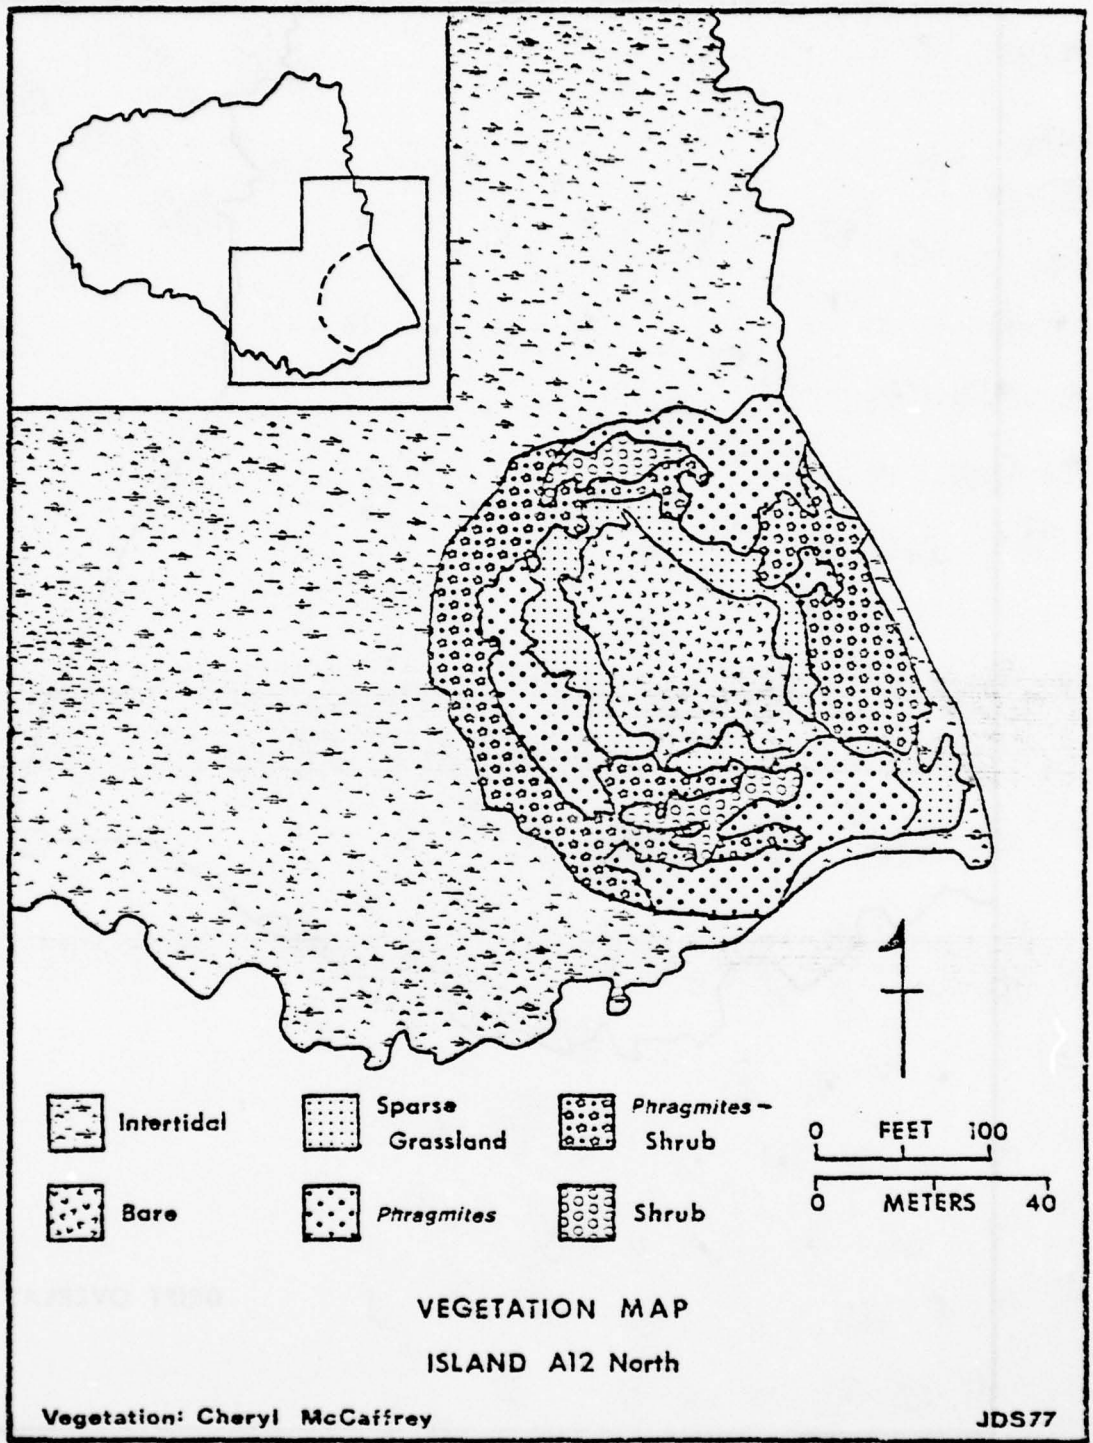 Intertidal
Sparse
Grassland
Phragmites-
Shrub
Bare
Phragmites
Shrub
0 FEET 100
0 METERS 40
VEGETATION MAP
ISLAND A12 North
Vegetation: Cheryl McCaffrey
JDS77